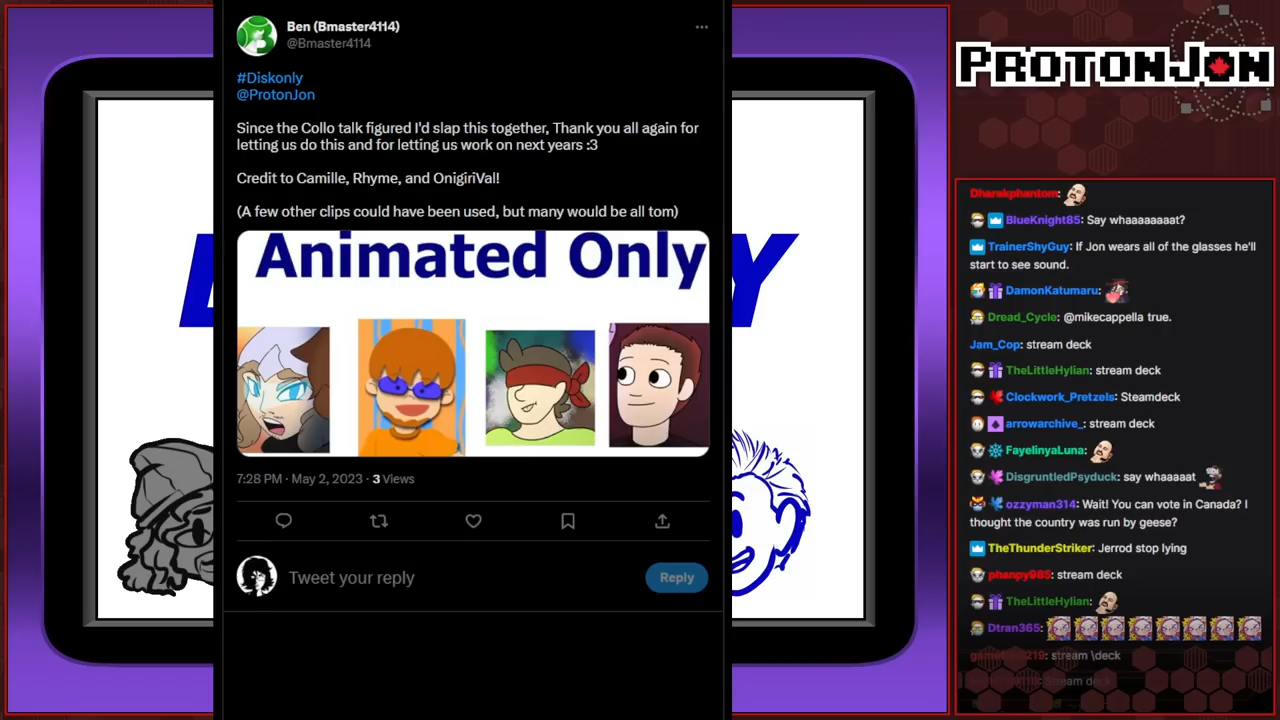 Ben (Bmaster4114)
@Bmaster4114
#Diskonly
@ProtonJon
Since the Collo talk figured I'd slap this together, Thank you all again for
letting us do this and for letting us work on next years :3
Credit to Camille, Rhyme, and OnigiriVal!
(A few other clips could have been used, but many would be all tom)
Animated Only
7:28 PM · May 2, 2023 · 3 Views
Tweet your reply
Reply
Y
PROTONJON
Dharakphantom:
BlueKnight85: Say whaaaaaaaat?
TrainerShyGuy: If Jon wears all of the glasses he'll
start to see sound.
DamonKatumaru:
Dread_Cycle: @mikecappella true.
Jam_Cop: stream deck
TheLittleHylian: stream deck
Clockwork_Pretzels: Steamdeck
arrowarchive_: stream deck
FayelinyaLuna:
DisgruntledPsyduck: say whaaaaat
ozzyman314: Wait! You can vote in Canada? I
thought the country was run by geese?
TheThunderStriker: Jerrod stop lying
phanpy985: stream deck
TheLittleHylian:
Dtran365:
stream \deck
Stream deck